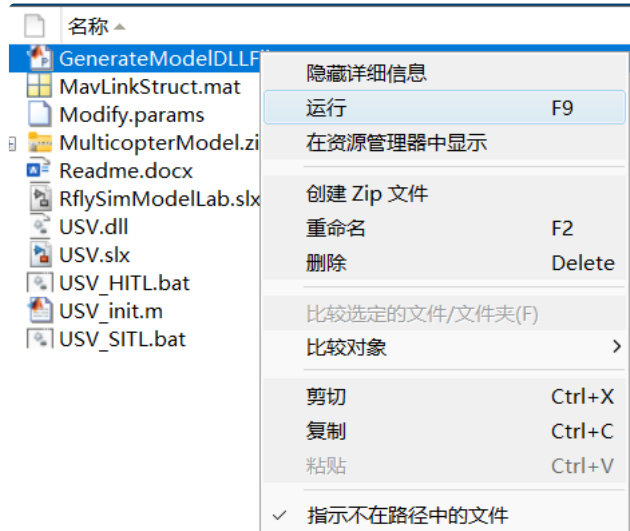 名称
GenerateModelDLLFil
MavLinkStruct.mat
Modify.params
MulticopterModel.zi
Readme.docx
RflySimModelLab.slx
USV.dll
USV.slx
USV_HITL.bat
USV_init.m
USV_SITL.bat
隐藏详细信息
运行 F9
在资源管理器中显示
创建 Zip 文件
重命名 F2
删除 Delete
比较选定的文件/文件夹(F)
比较对象
剪切 Ctrl+X
复制 Ctrl+C
粘贴 Ctrl+V
指示不在路径中的文件